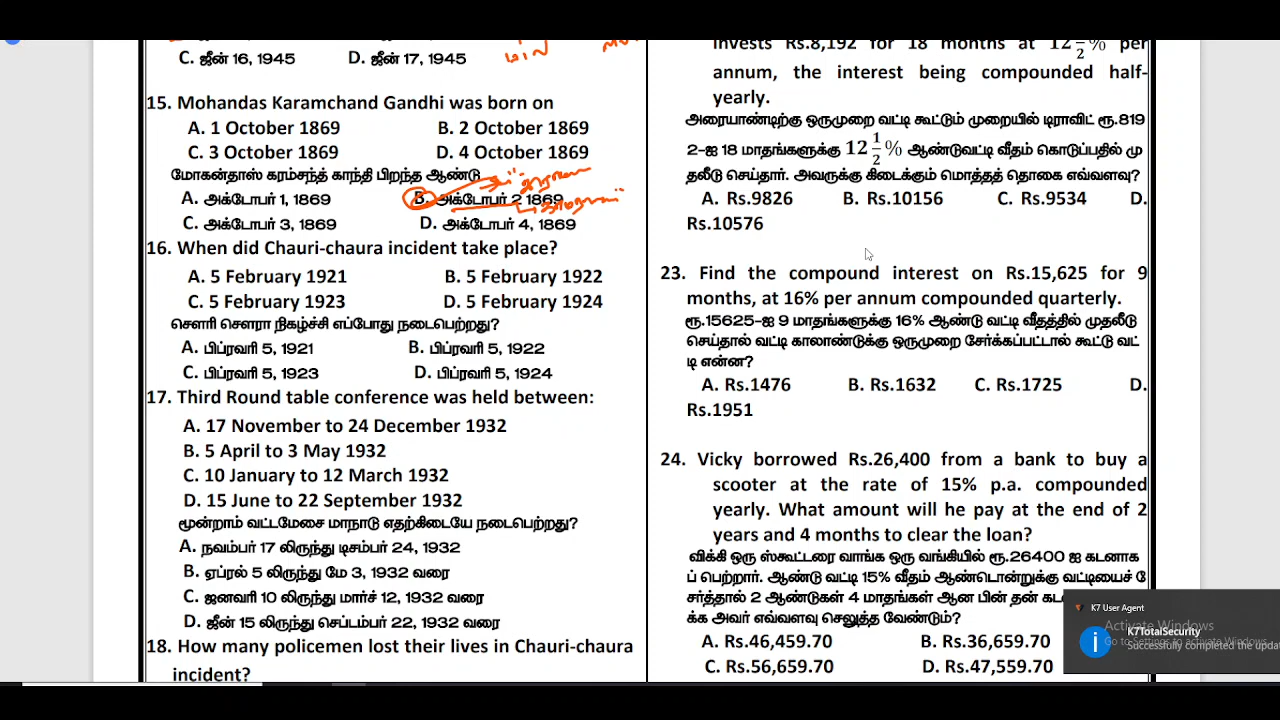 C. ஜீன் 16, 1945 D. ஜீன் 17, 1945
15. Mohandas Karamchand Gandhi was born on
A. 1 October 1869 B. 2 October 1869
C. 3 October 1869 D. 4 October 1869
மோகன்தாஸ் கரம்சந்த் காந்தி பிறந்த ஆண்டு
A. அக்டோபர் 1, 1869 B. அக்டோபர் 2 1869
C. அக்டோபர் 3, 1869 D. அக்டோபர் 4, 1869
16. When did Chauri-chaura incident take place?
A. 5 February 1921 B. 5 February 1922
C. 5 February 1923 D. 5 February 1924
சௌரி சௌரா நிகழ்ச்சி எப்போது நடைபெற்றது?
A. பிப்ரவரி 5, 1921 B. பிப்ரவரி 5, 1922
C. பிப்ரவரி 5, 1923 D. பிப்ரவரி 5, 1924
17. Third Round table conference was held between:
A. 17 November to 24 December 1932
B. 5 April to 3 May 1932
C. 10 January to 12 March 1932
D. 15 June to 22 September 1932
மூன்றாம் வட்டமேசை மாநாடு எதற்கிடையே நடைபெற்றது?
A. நவம்பர் 17 லிருந்து டிசம்பர் 24, 1932
B. ஏப்ரல் 5 லிருந்து மே 3, 1932 வரை
C. ஜனவரி 10 லிருந்து மார்ச் 12, 1932 வரை
D. ஜீன் 15 லிருந்து செப்டம்பர் 22, 1932 வரை
18. How many policemen lost their lives in Chauri-chaura
incident?
invests Rs.8,192 for 18 months at 12 1/2% per
annum, the interest being compounded half-
yearly.
அரையாண்டிற்கு ஒருமுறை வட்டி கூட்டும் முறையில் டிராவிட் ரூ.819
2-ஐ 18 மாதங்களுக்கு 12 1/2% ஆண்டுவட்டி வீதம் கொடுப்பதில் மு
தலீடு செய்தார். அவருக்கு கிடைக்கும் மொத்தத் தொகை எவ்வளவு?
A. Rs.9826 B. Rs.10156 C. Rs.9534 D.
Rs.10576
23. Find the compound interest on Rs.15,625 for 9
months, at 16% per annum compounded quarterly.
ரூ.15625-ஐ 9 மாதங்களுக்கு 16% ஆண்டு வட்டி வீதத்தில் முதலீடு
செய்தால் வட்டி காலாண்டுக்கு ஒருமுறை சேர்க்கப்பட்டால் கூட்டு வட்
டி என்ன?
A. Rs.1476 B. Rs.1632 C. Rs.1725 D.
Rs.1951
24. Vicky borrowed Rs.26,400 from a bank to buy a
scooter at the rate of 15% p.a. compounded
yearly. What amount will he pay at the end of 2
years and 4 months to clear the loan?
விக்கி ஒரு ஸ்கூட்டரை வாங்க ஒரு வங்கியில் ரூ.26400 ஐ கடனாக
ப் பெற்றார். ஆண்டு வட்டி 15% வீதம் ஆண்டொன்றுக்கு வட்டியைச் சே
ர்த்தால் 2 ஆண்டுகள் 4 மாதங்கள் ஆன பின் தன் கட
க்க அவர் எவ்வளவு செலுத்த வேண்டும்?
A. Rs.46,459.70 B. Rs.36,659.70
C. Rs.56,659.70 D. Rs.47,559.70
K7 User Agent
Activate Windows
K7TotalSecurity
Go to Settings to activate Windows
Successfully completed the upda